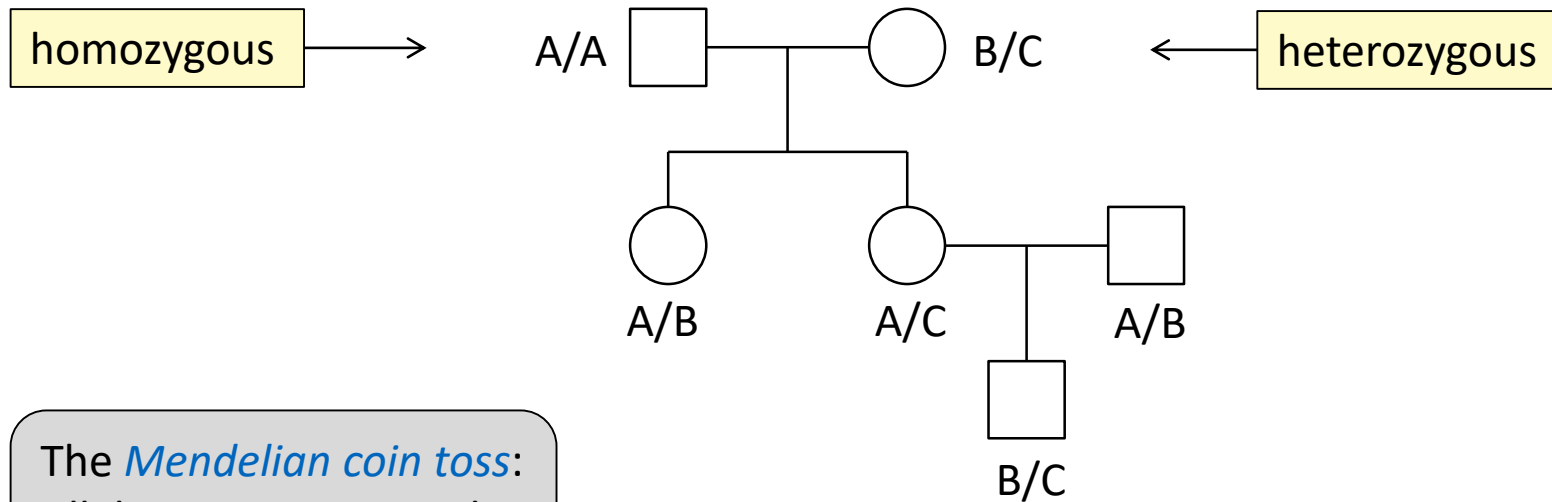 homozygous
A/A
B/C
heterozygous
A/B
A/C
A/B
B/C
The Mendelian coin toss: